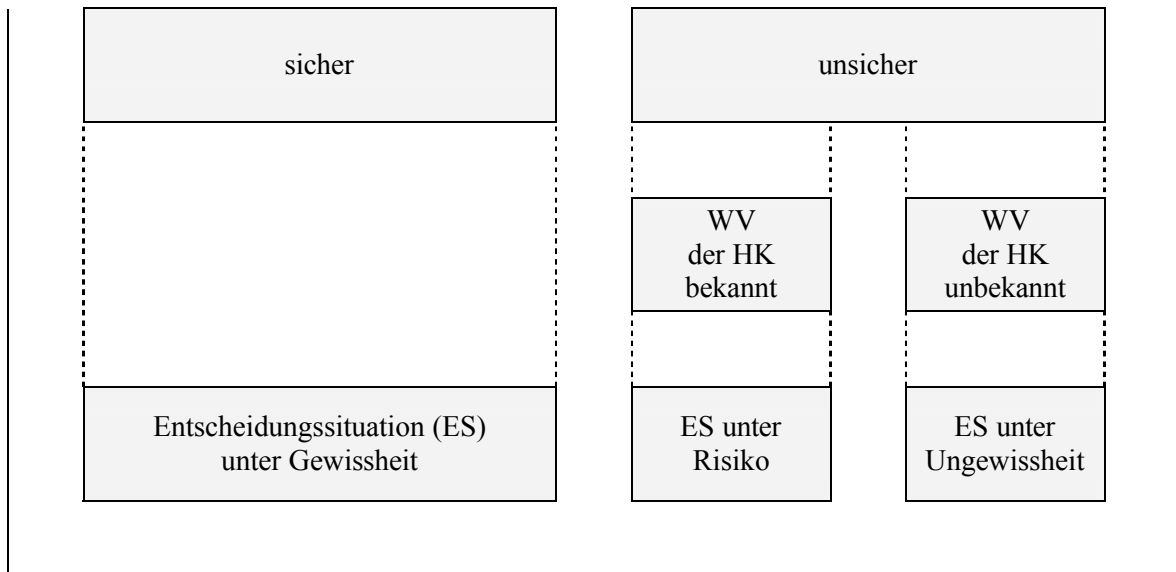 sicher
unsicher
WV
der HK
bekannt
WV
der HK
unbekannt
Entscheidungssituation (ES)
unter Gewissheit
ES unter
Risiko
ES unter
Ungewissheit